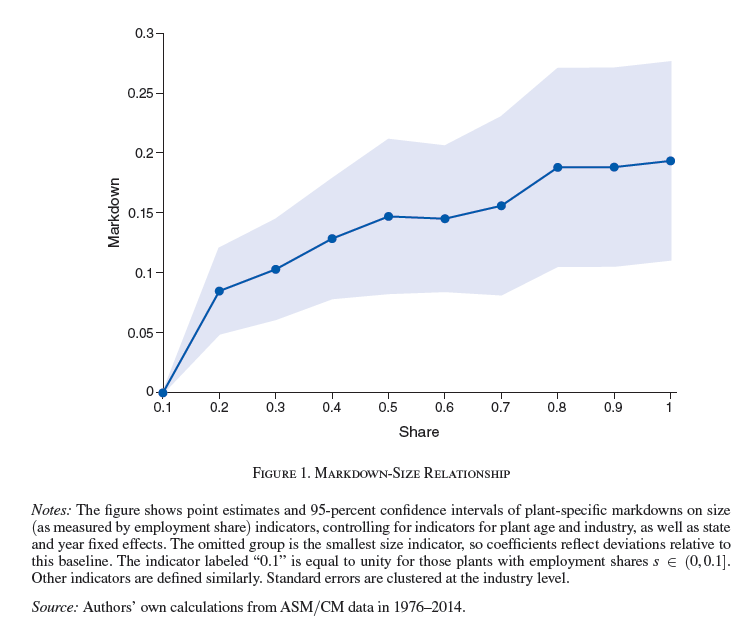 0.3
0.25
0.2
0.15
0.1
0.05
0
Markdown
0.1 0.2 0.3 0.4 0.5 0.6 0.7 0.8 0.9 1
Share
FIGURE 1. MARKDOWN-SIZE RELATIONSHIP
Notes: The figure shows point estimates and 95-percent confidence intervals of plant-specific markdowns on size
(as measured by employment share) indicators, controlling for indicators for plant age and industry, as well as state
and year fixed effects. The omitted group is the smallest size indicator, so coefficients reflect deviations relative to
this baseline. The indicator labeled “0.1” is equal to unity for those plants with employment shares s ∈ (0, 0.1].
Other indicators are defined similarly. Standard errors are clustered at the industry level.
Source: Authors’ own calculations from ASM/CM data in 1976–2014.